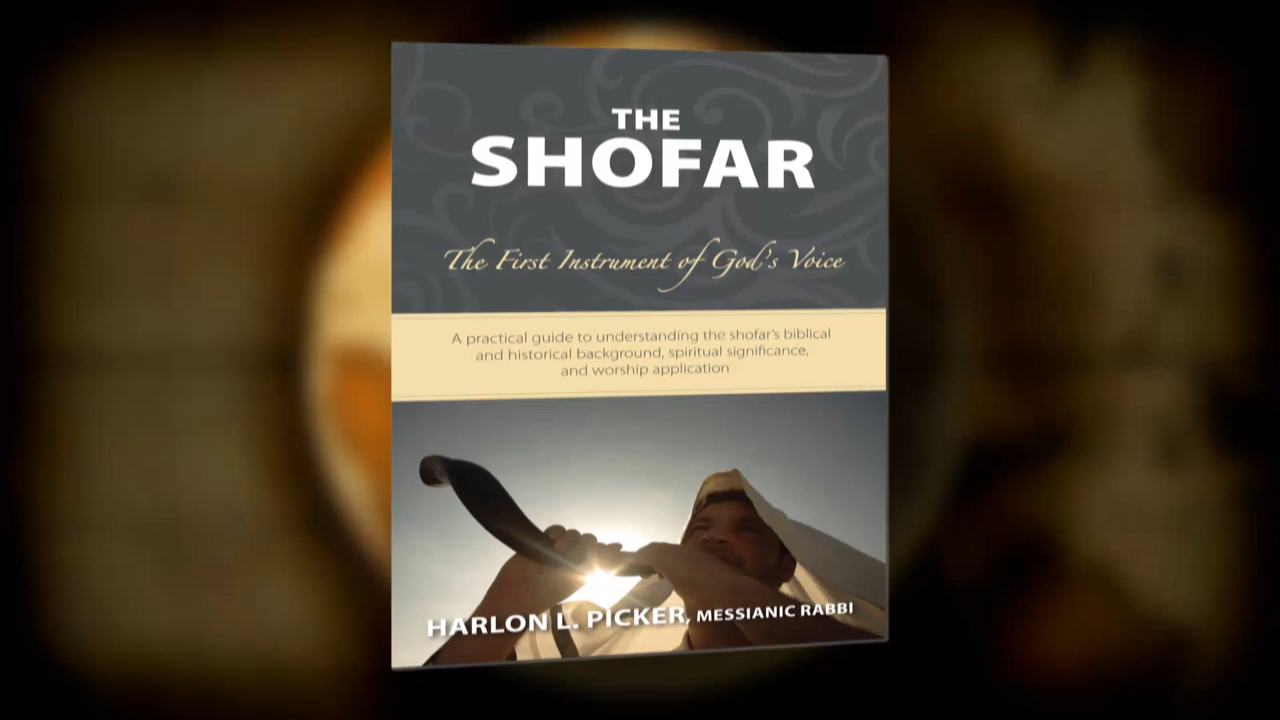 THE
SHOFAR
The First Instrument of God's Voice
A practical guide to understanding the shofar's biblical
and historical background, spiritual significance,
and worship application
HARLON L. PICKER, MESSIANIC RABBI